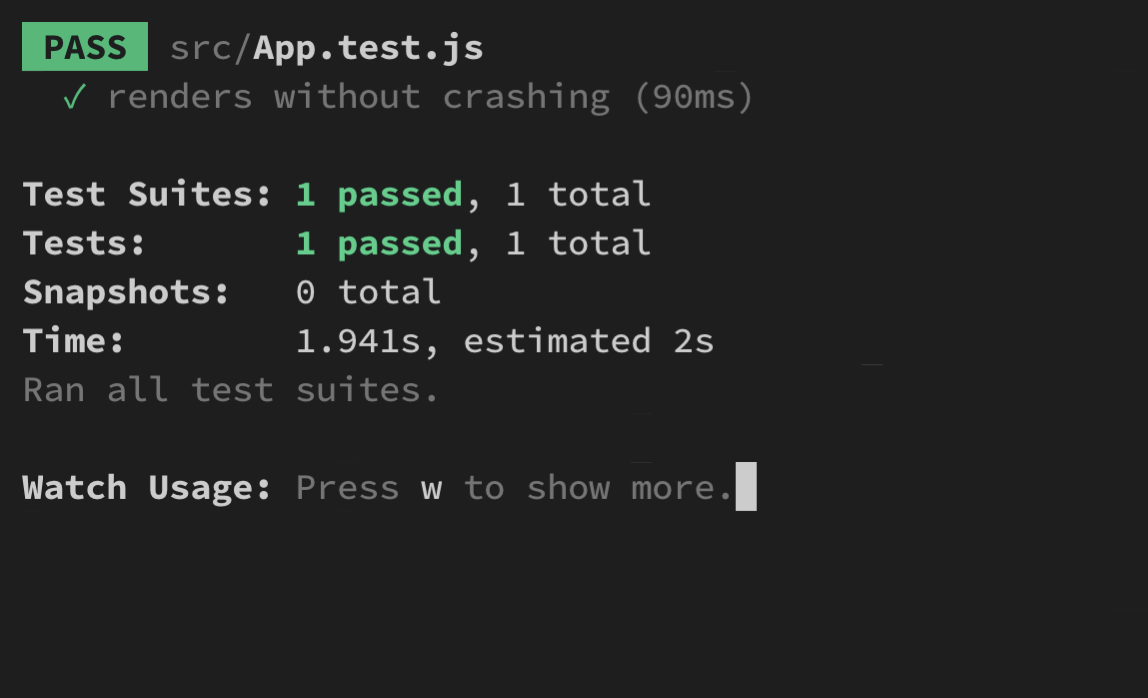 PASS src/App.test.js
✓ renders without crashing (90ms)
Test Suites: 1 passed, 1 total
Tests: 1 passed, 1 total
Snapshots: 0 total
Time: 1.941s, estimated 2s
Ran all test suites.
Watch Usage: Press w to show more.